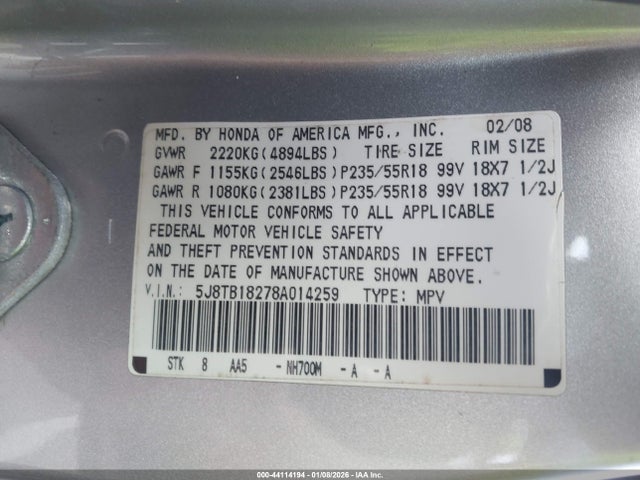 MFD. BY HONDA OF AMERICA MFG., INC. 02/08
GVWR 2220KG(4894LBS) TIRE SIZE RIM SIZE
GAWR F 1155KG(2546LBS)P235/55R18 99V 18X7 1/2J
GAWR R 1080KG(2381LBS)P235/55R18 99V 18X7 1/2J
THIS VEHICLE CONFORMS TO ALL APPLICABLE
FEDERAL MOTOR VEHICLE SAFETY
AND THEFT PREVENTION STANDARDS IN EFFECT
ON THE DATE OF MANUFACTURE SHOWN ABOVE.
V.I.N.: 5J8TB18278A014259 TYPE: MPV
STK 8 AA5 - NH700M - A - A
000-44114194 | 01/08/2026 | IAA Inc.